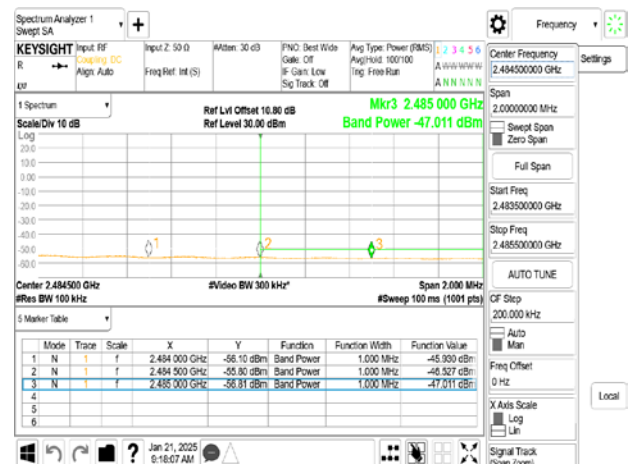 Spectrum Analyzer 1
Swept SA
Frequency
KEYSIGHT
R
Input: RF
Coupling: DC
Align: Auto
Input Z: 50 Ω
Freq Ref: Int (S)
#Atten: 30 dB
PNO: Best Wide
Gate: Off
IF Gain: Low
Sig Track: Off
Avg Type: Power (RMS)
Avg|Hold: 100/100
Trig: Free Run
1 2 3 4 5 6
A W W W W W
A N N N N N
Center Frequency
2.484500000 GHz
Settings
Span
2.00000000 MHz
Swept Span
Zero Span
Full Span
Start Freq
2.483500000 GHz
Stop Freq
2.485500000 GHz
AUTO TUNE
CF Step
200.000 kHz
Auto
Man
Freq Offset
0 Hz
X Axis Scale
Log
Lin
Signal Track
(Span Zoom)
Local
1 Spectrum
Scale/Div 10 dB
Ref Lvl Offset 10.80 dB
Ref Level 30.00 dBm
Mkr3 2.485 000 GHz
Band Power -47.011 dBm
Log
20.0
10.0
0.00
-10.0
-20.0
-30.0
-40.0
-50.0
-60.0
1
2
3
Center 2.484500 GHz
#Res BW 100 kHz
#Video BW 300 kHz*
Span 2.000 MHz
#Sweep 100 ms (1001 pts)
5 Marker Table
Mode Trace Scale X Y Function Function Width Function Value
1 N 1 f 2.484 000 GHz -56.10 dBm Band Power 1.000 MHz -45.930 dBm
2 N 1 f 2.484 500 GHz -55.80 dBm Band Power 1.000 MHz -46.527 dBm
3 N 1 f 2.485 000 GHz -56.81 dBm Band Power 1.000 MHz -47.011 dBm
4
5
6
?
Jan 21, 2025
9:18:07 AM